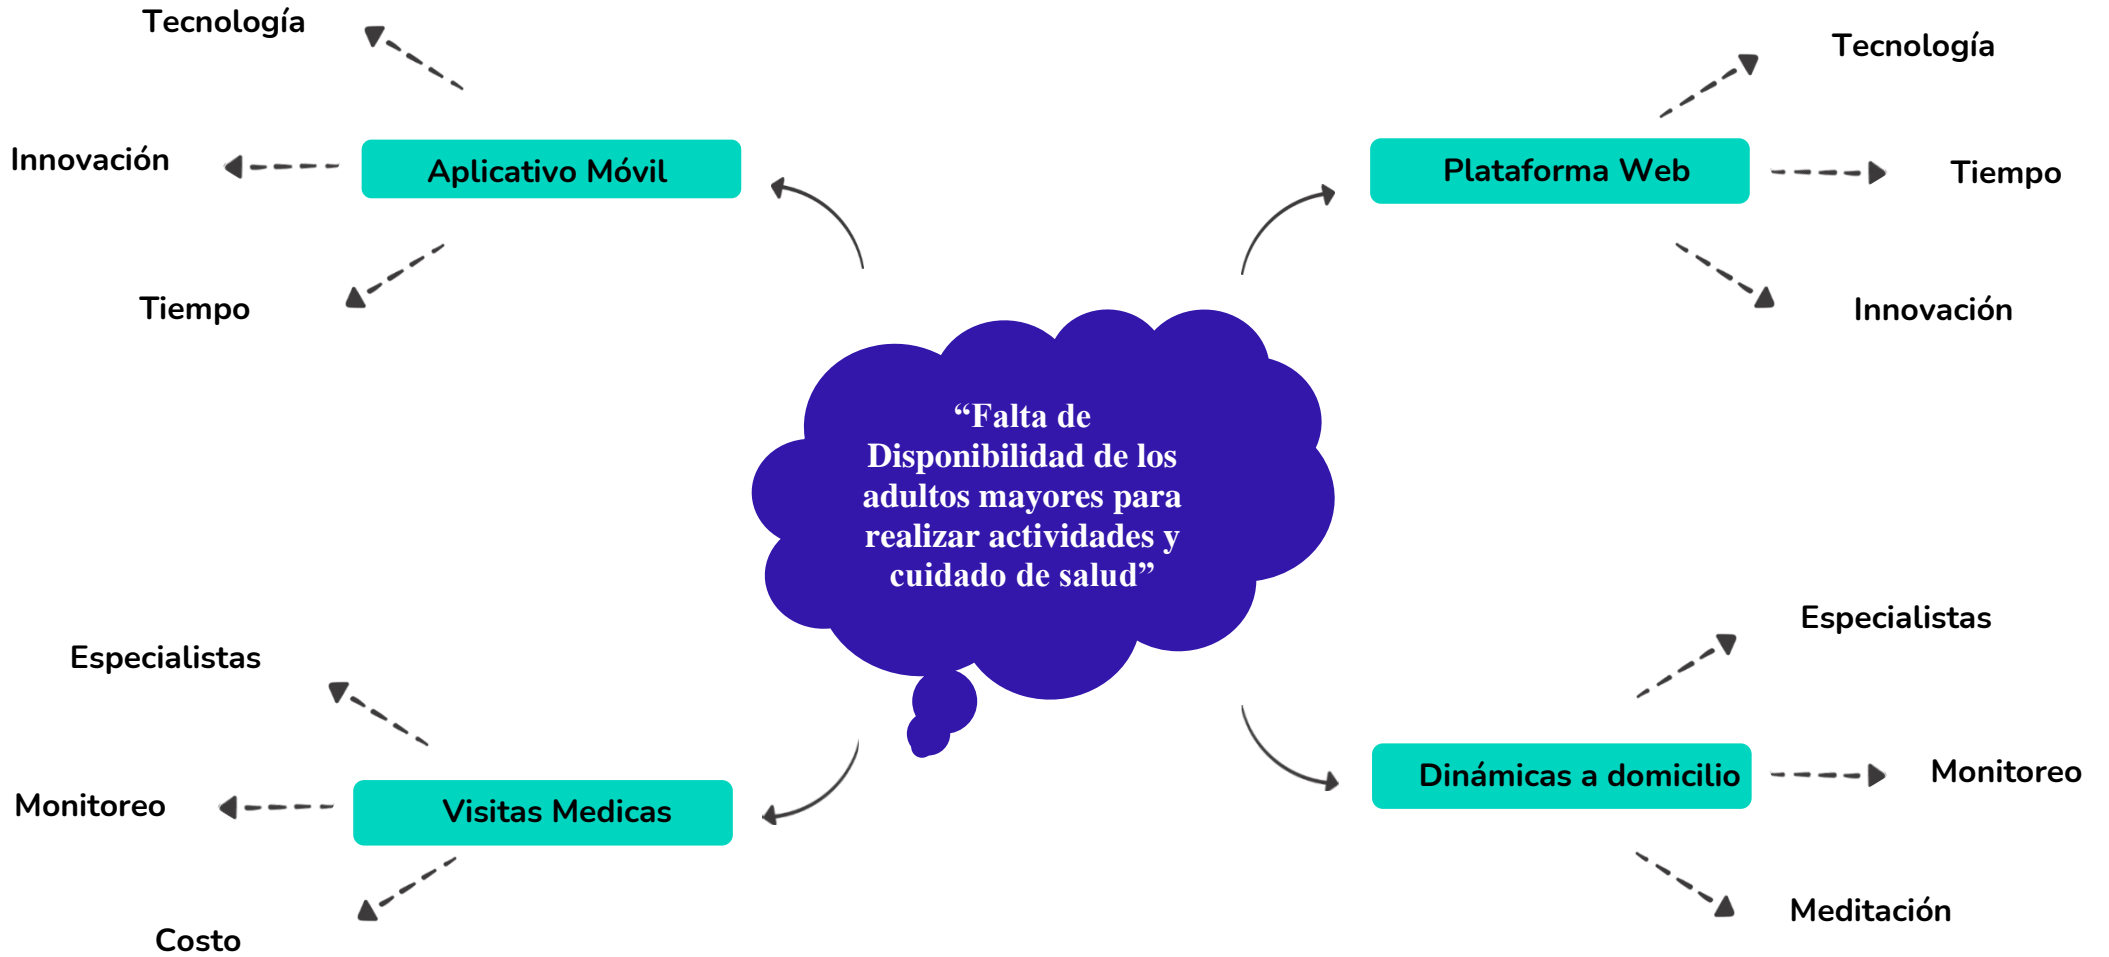 Tecnología
Innovación
Aplicativo Móvil
Tiempo
Tecnología
Plataforma Web
Tiempo
Innovación
“Falta de
Disponibilidad de los
adultos mayores para
realizar actividades y
cuidado de salud”
Especialistas
Monitoreo
Visitas Medicas
Costo
Especialistas
Dinámicas a domicilio
Monitoreo
Meditación